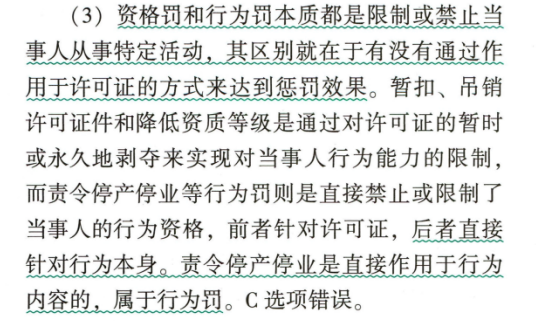 (3) 资格罚和行为罚本质都是限制或禁止当
事人从事特定活动，其区别就在于有没有通过作
用于许可证的方式来达到惩罚效果。暂扣、吊销
许可证件和降低资质等级是通过对许可证的暂时
或永久地剥夺来实现对当事人行为能力的限制，
而责令停产停业等行为罚则是直接禁止或限制了
当事人的行为资格，前者针对许可证，后者直接
针对行为本身。责令停产停业是直接作用于行为
内容的，属于行为罚。C 选项错误。